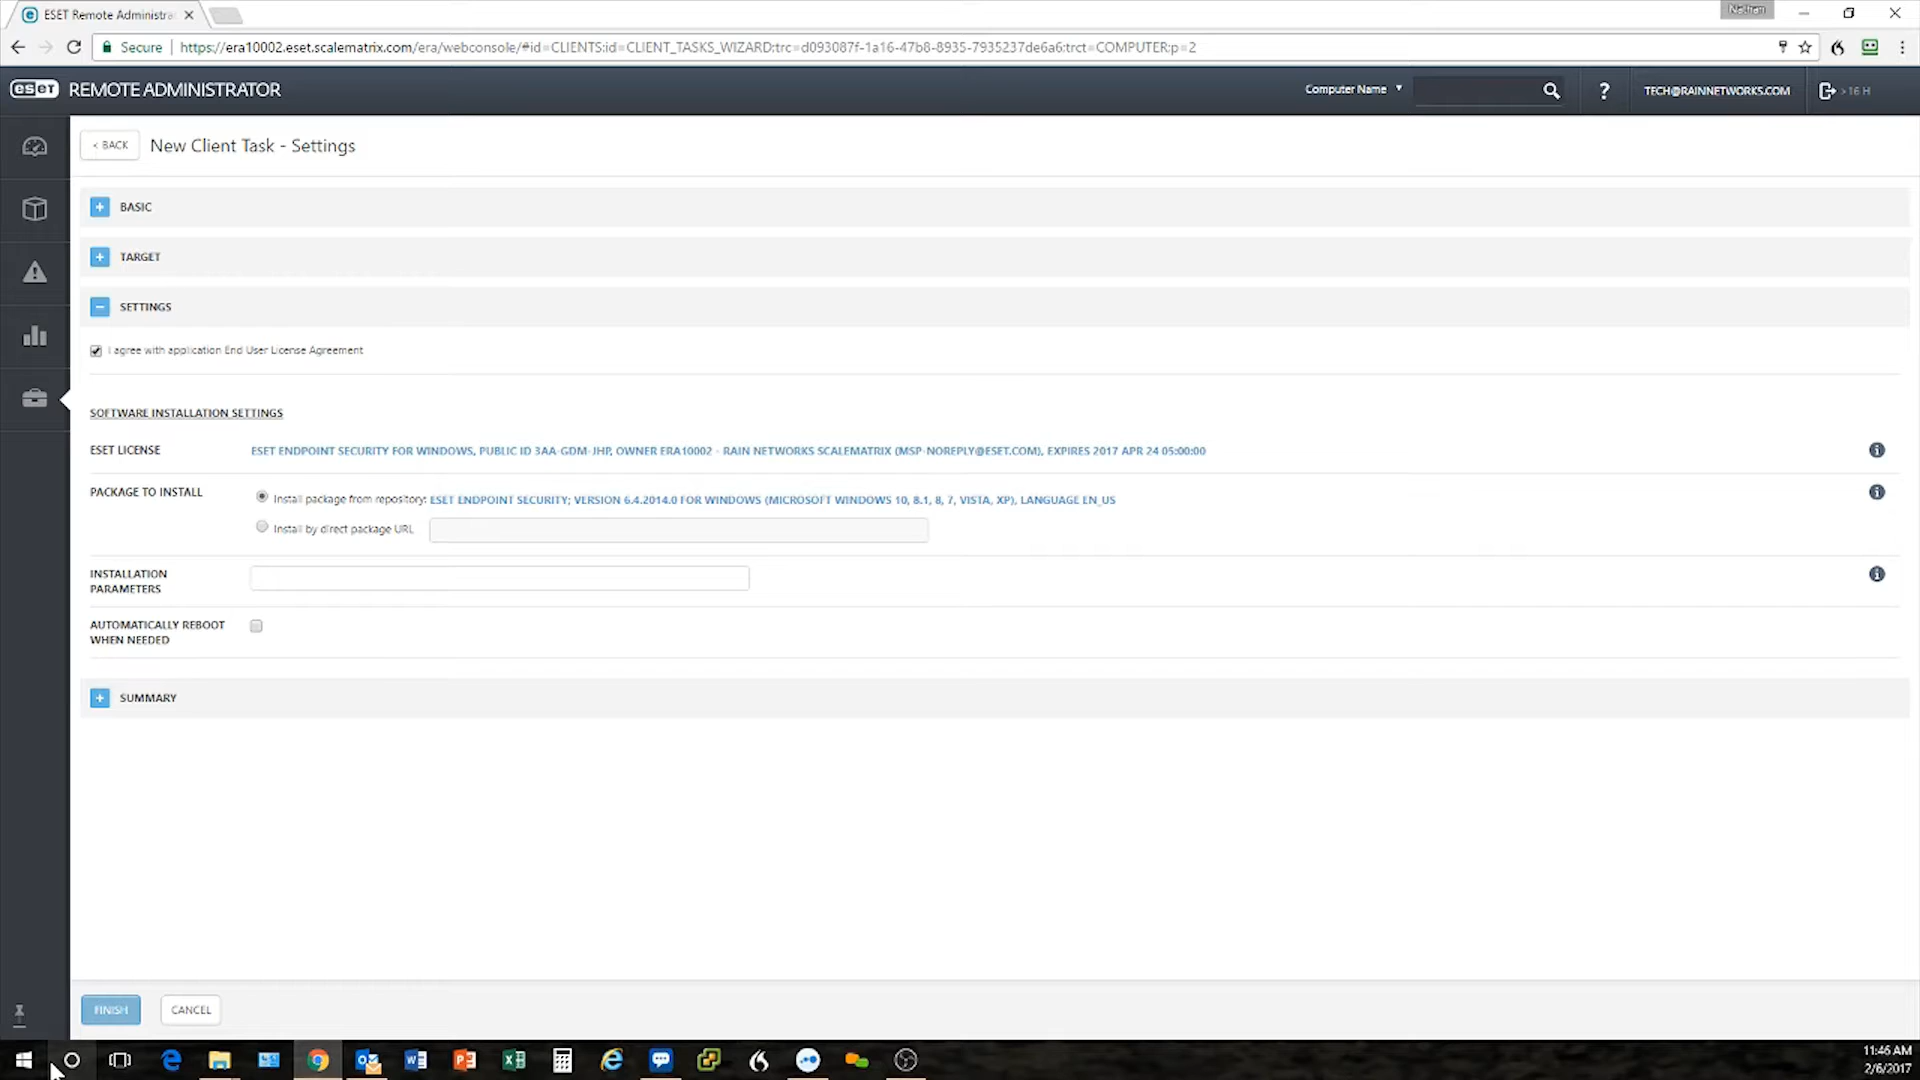 ESET Remote Administra
Nathan
Secure
https://era10002.eset.scalematrix.com/era/webconsole/#id=CLIENTS:id=CLIENT_TASKS_WIZARD:trc=d093087f-1a16-47b8-8935-7935237de6a6:trct=COMPUTER:p=2
eset REMOTE ADMINISTRATOR
Computer Name
?
TECH@RAINNETWORKS.COM
>16 H
< BACK
New Client Task - Settings
BASIC
TARGET
SETTINGS
I agree with application End User License Agreement
SOFTWARE INSTALLATION SETTINGS
ESET LICENSE
ESET ENDPOINT SECURITY FOR WINDOWS, PUBLIC ID 3AA-GDM-JHP, OWNER ERA10002 - RAIN NETWORKS SCALEMATRIX (MSP-NOREPLY@ESET.COM), EXPIRES 2017 APR 24 05:00:00
PACKAGE TO INSTALL
Install package from repository: ESET ENDPOINT SECURITY; VERSION 6.4.2014.0 FOR WINDOWS (MICROSOFT WINDOWS 10, 8.1, 8, 7, VISTA, XP), LANGUAGE EN_US
Install by direct package URL
INSTALLATION
PARAMETERS
AUTOMATICALLY REBOOT
WHEN NEEDED
SUMMARY
FINISH
CANCEL
11:46 AM
2/6/2017